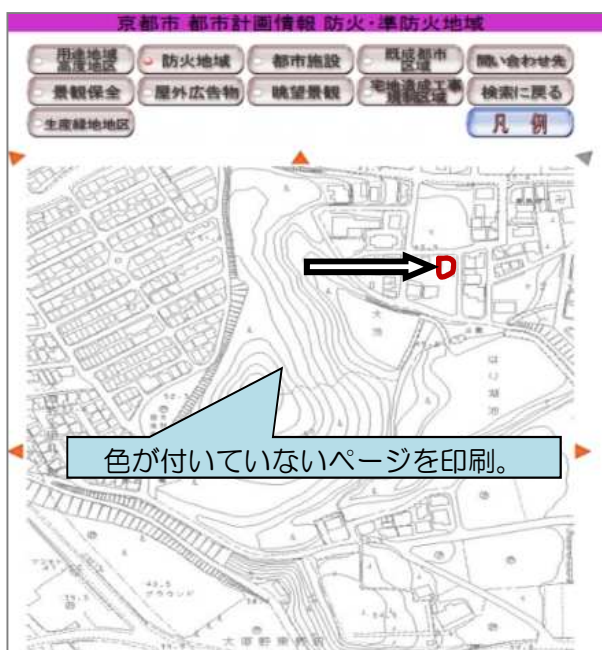 京都市 都市計画情報 防火・準防火地域
用途地域
高度地区
防火地域
都市施設
既成都市
区域
問い合わせ先
景観保全
屋外広告物
眺望景観
宅地造成工事
規制区域
検索に戻る
生産緑地地区
凡 例
大池
色が付いていないページを印刷。
グラウンド